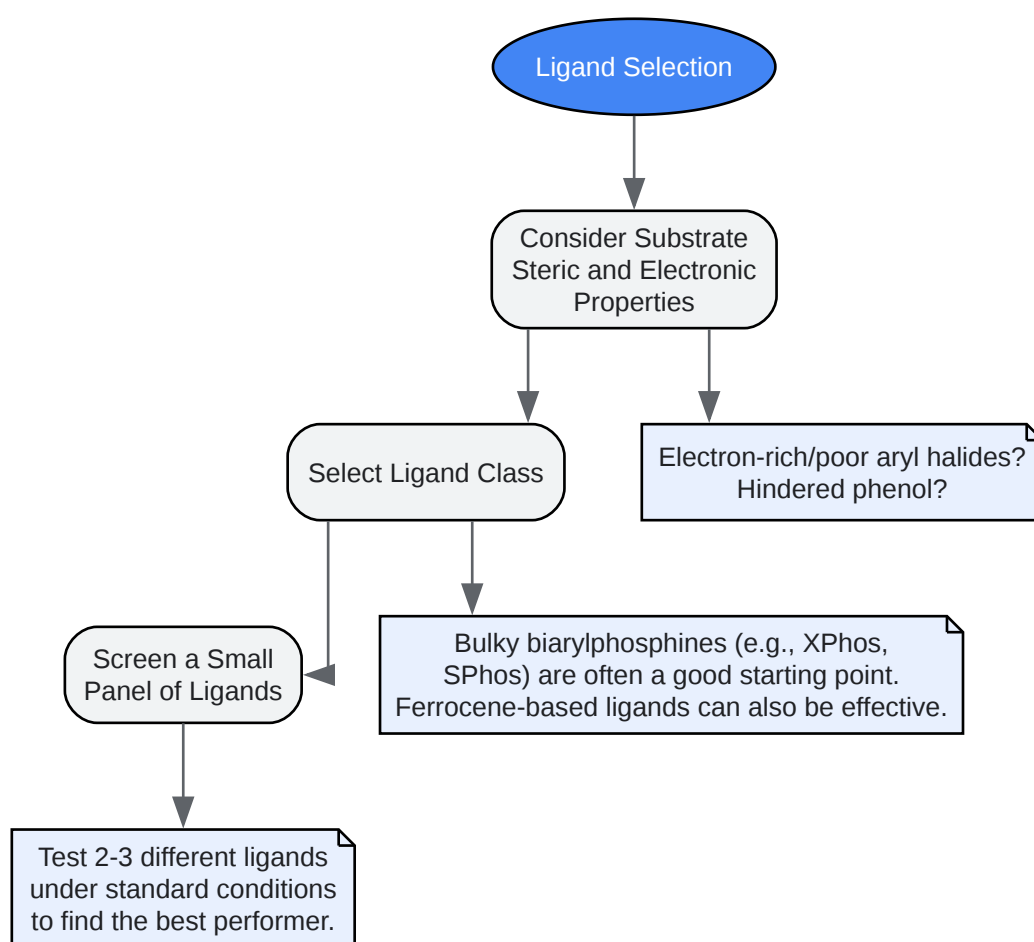 Ligand Selection
Consider Substrate
Steric and Electronic
Properties
Select Ligand Class
Electron-rich/poor aryl halides?
Hindered phenol?
Screen a Small
Panel of Ligands
Bulky biarylphosphines (e.g., XPhos,
SPhos) are often a good starting point.
Ferrocene-based ligands can also be effective.
Test 2-3 different ligands
under standard conditions
to find the best performer.